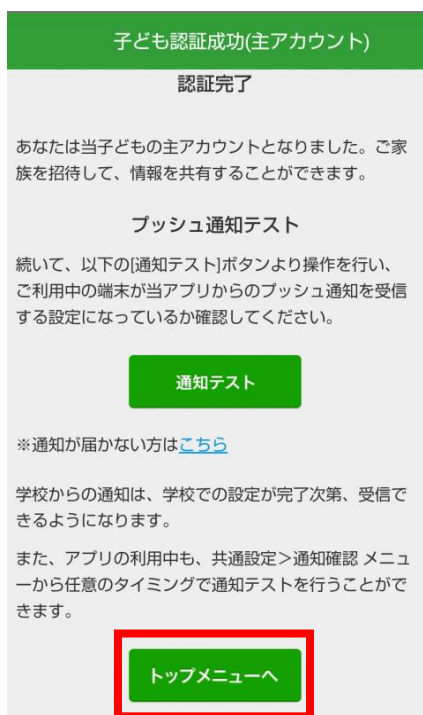 子ども認証成功(主アカウント)
認証完了
あなたは当子どもの主アカウントとなりました。ご家
族を招待して、情報を共有することができます。
プッシュ通知テスト
続いて、以下の[通知テスト]ボタンより操作を行い、
ご利用中の端末が当アプリからのプッシュ通知を受信
する設定になっているか確認してください。
通知テスト
※通知が届かない方はこちら
学校からの通知は、学校での設定が完了次第、受信で
きるようになります。
また、アプリの利用中も、共通設定＞通知確認 メニュ
ーから任意のタイミングで通知テストを行うことがで
きます。
トップメニューへ